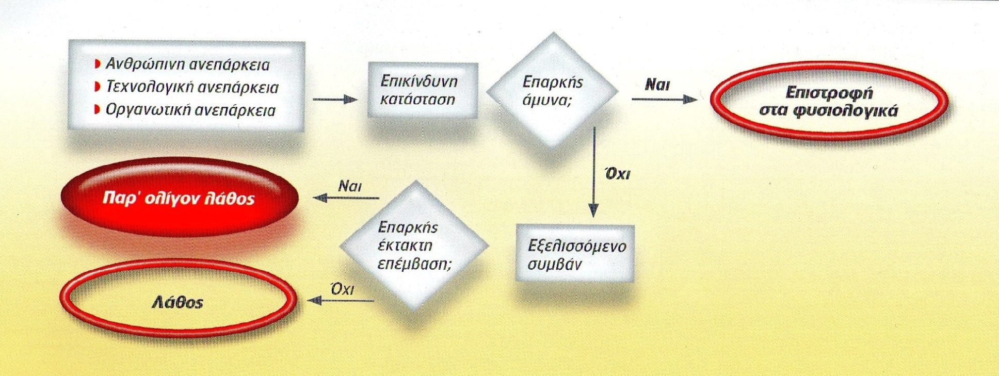 Ανθρώπινη ανεπάρκεια
Τεχνολογική ανεπάρκεια
Οργανωτική ανεπάρκεια
Επικίνδυνη
κατάσταση
Επαρκής
άμυνα;
Ναι
Επιστροφή
στα φυσιολογικά
Όχι
Εξελισσόμενο
συμβάν
Επαρκής
έκτακτη
επέμβαση;
Ναι
Παρ' ολίγον λάθος
Όχι
Λάθος